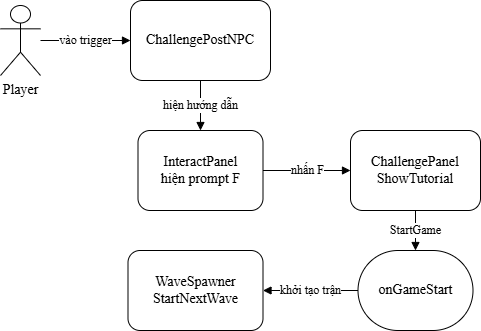 vào trigger
ChallengePostNPC
Player
hiện hướng dẫn
InteractPanel
hiện prompt F
nhấn F
ChallengePanel
ShowTutorial
StartGame
WaveSpawner
StartNextWave
khởi tạo trận
onGameStart